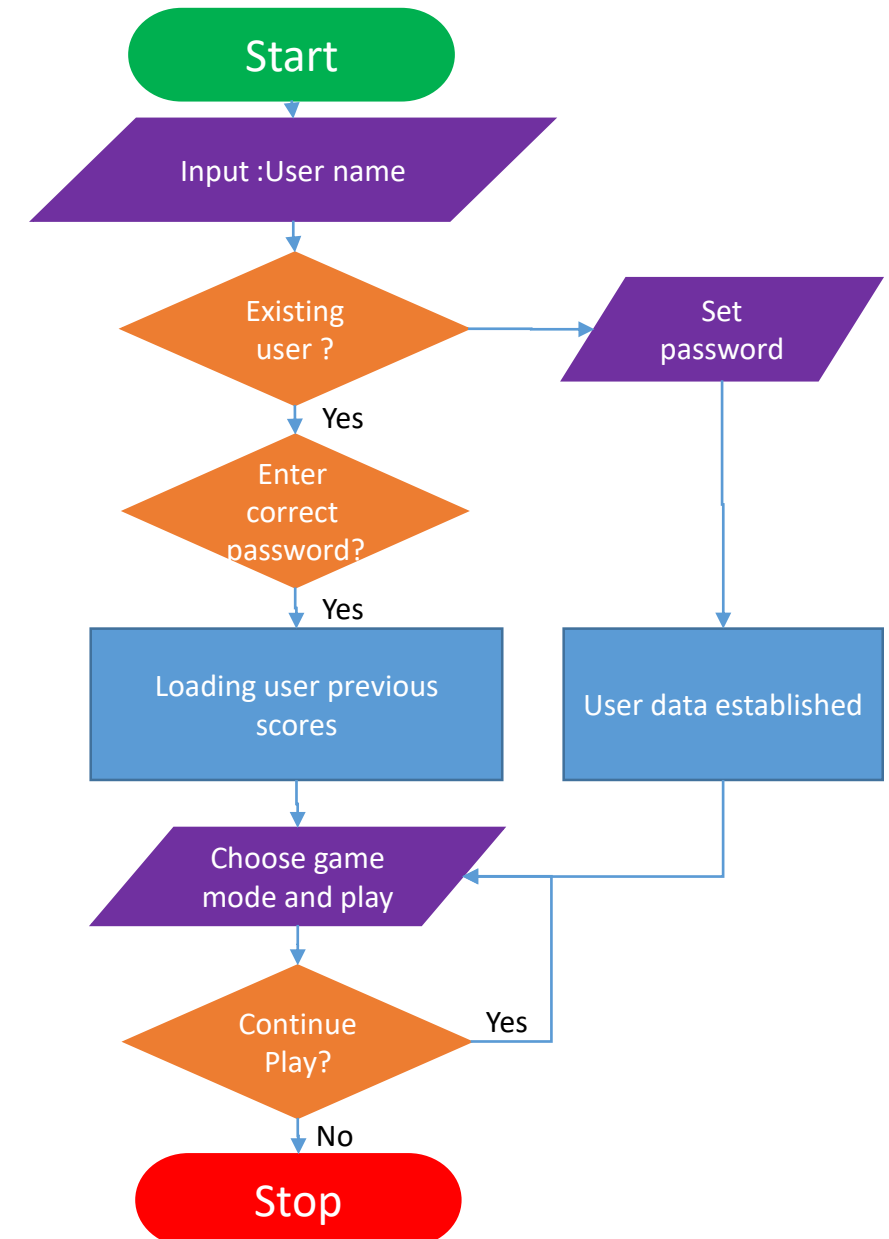 Start
Input :User name
Existing
user ?
Set
password
Yes
Enter
correct
password?
Yes
Loading user previous
scores
User data established
Choose game
mode and play
Continue
Play?
Yes
No
Stop